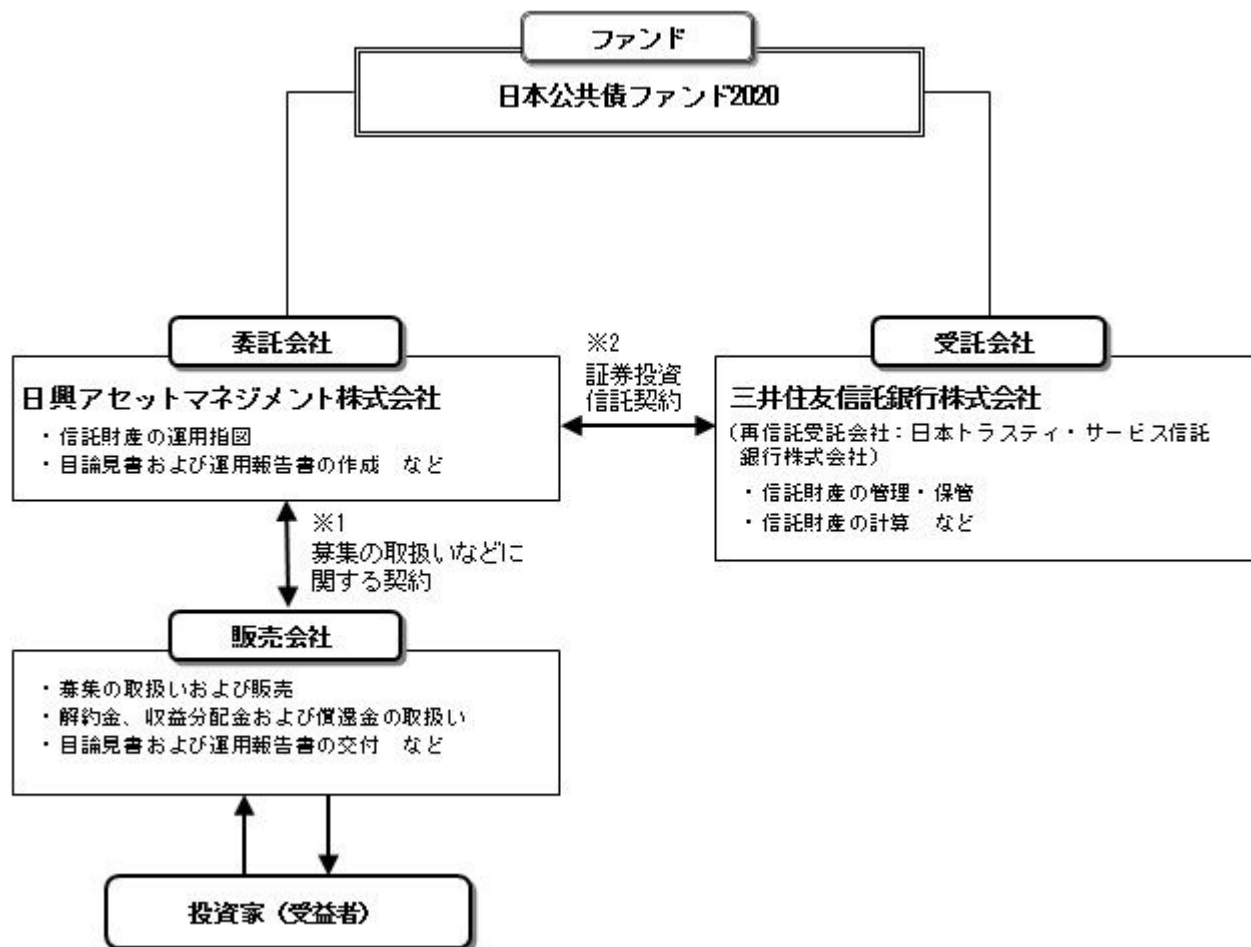 ファンド
日本公共債ファンド2020
委託会社
日興アセットマネジメント株式会社
・信託財産の運用指図
・目論見書および運用報告書の作成　など
※2
証券投資
信託契約
受託会社
三井住友信託銀行株式会社
（再信託受託会社：日本トラスティ・サービス信託
銀行株式会社）
・信託財産の管理・保管
・信託財産の計算　など
※1
募集の取扱いなどに
関する契約
販売会社
・募集の取扱いおよび販売
・解約金、収益分配金および償還金の取扱い
・目論見書および運用報告書の交付　など
投資家（受益者）